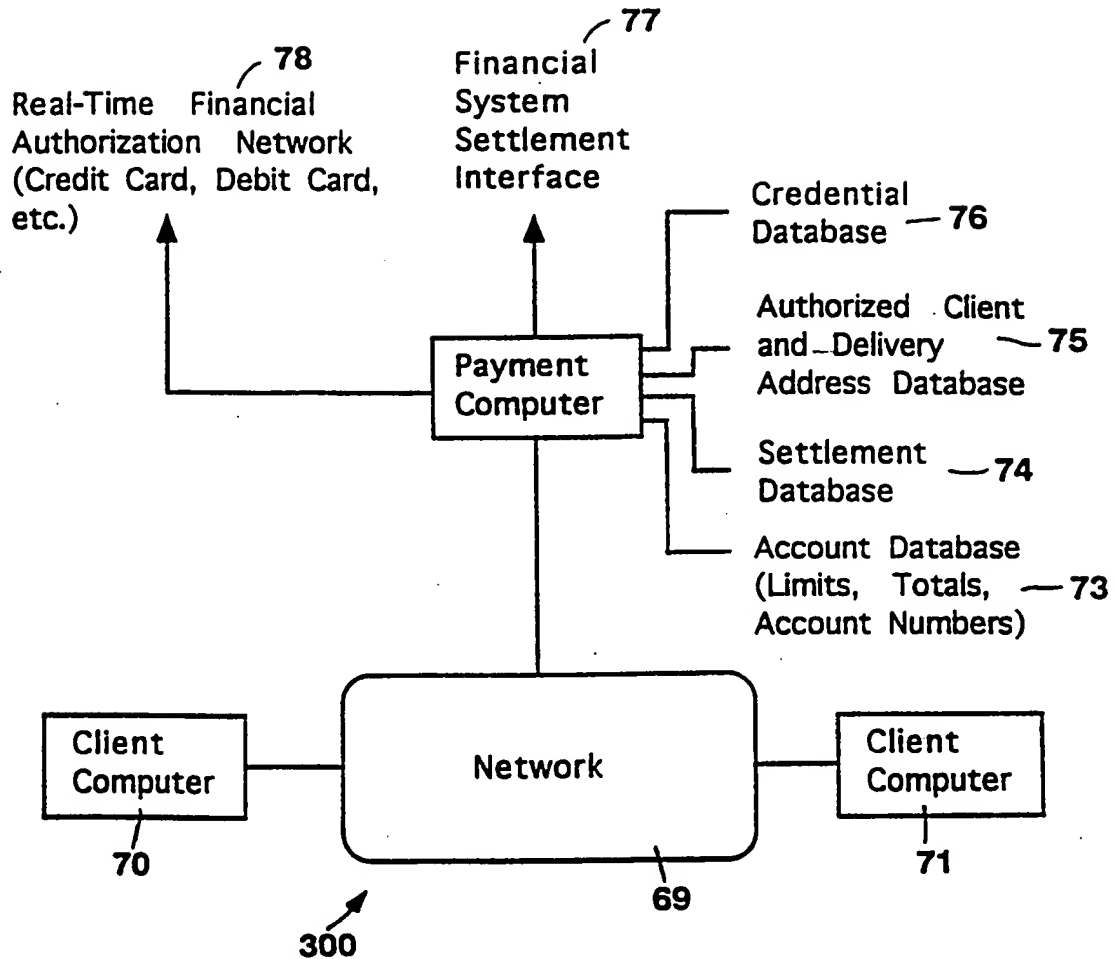 77
78
Financial
System
Settlement
Interface
Real-Time Financial
Authorization Network
(Credit Card, Debit Card,
etc.)
Credential
Database
76
Authorized Client
and Delivery
Address Database
75
Payment
Computer
Settlement
Database
74
Account Database
(Limits, Totals,
Account Numbers)
73
Client
Computer
70
Network
69
Client
Computer
71
300